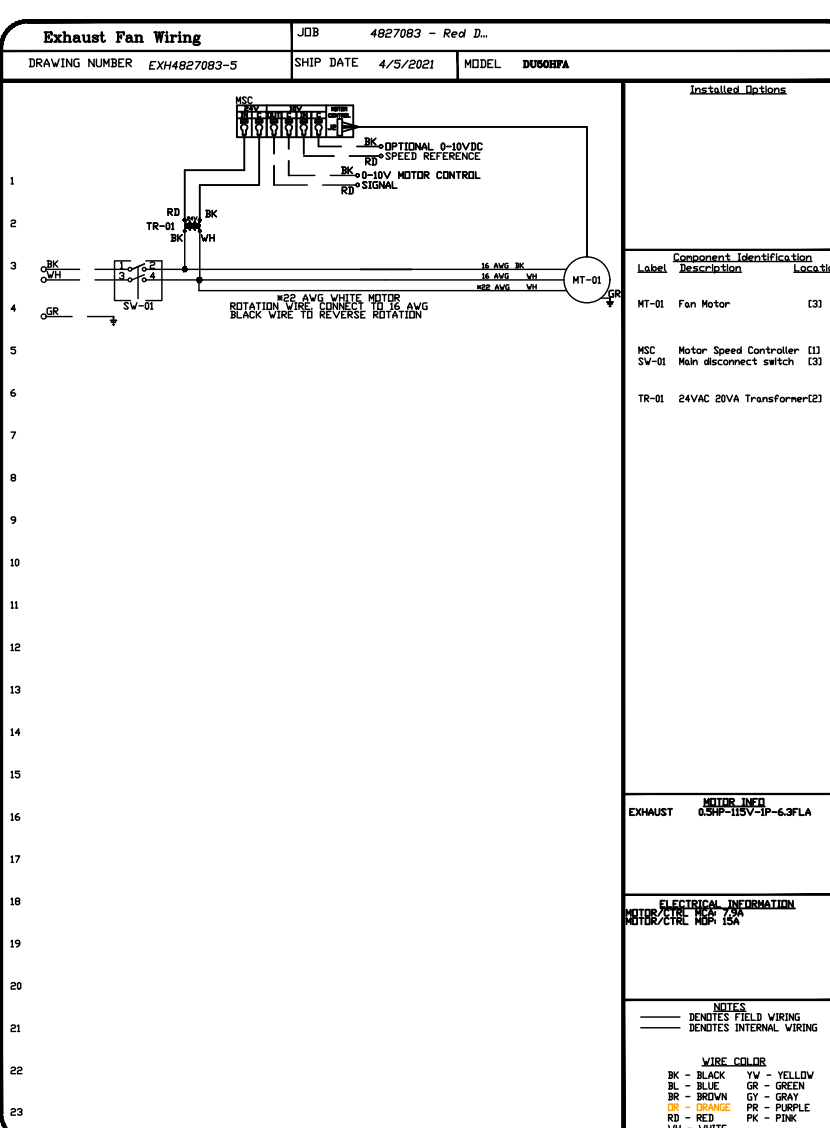 Exhaust Fan Wiring
JOB 4827083 - Red D...
DRAWING NUMBER EXH4827083-5
SHIP DATE 4/5/2021
MODEL DU50HFA
Installed Options
MSC
24V 10V MOTOR
IN C OUT C IN C CONTROL
J2
BK OPTIONAL 0-10VDC
RD SPEED REFERENCE
BK 0-10V MOTOR CONTROL
RD SIGNAL
1
RD BK
2
TR-01
BK WH
3
BK
WH
1 2
3 4
SW-01
16 AWG BK
16 AWG WH
*22 AWG WH
MT-01
GR
*22 AWG WHITE MOTOR
ROTATION WIRE. CONNECT TO 16 AWG
BLACK WIRE TO REVERSE ROTATION
4
GR
5
6
7
8
9
10
11
12
13
14
15
16
17
18
19
20
21
22
23
Component Identification
Label Description Locatio
MT-01 Fan Motor [3]
MSC Motor Speed Controller [1]
SW-01 Main disconnect switch [3]
TR-01 24VAC 20VA Transformer[2]
MOTOR INFO
EXHAUST 0.5HP-115V-1P-6.3FLA
ELECTRICAL INFORMATION
MOTOR/CTRL MCA: 7.9A
MOTOR/CTRL MOP: 15A
NOTES
DENOTES FIELD WIRING
DENOTES INTERNAL WIRING
WIRE COLOR
BK - BLACK YW - YELLOW
BL - BLUE GR - GREEN
BR - BROWN GY - GRAY
OR - ORANGE PR - PURPLE
RD - RED PK - PINK
WH - WHITE